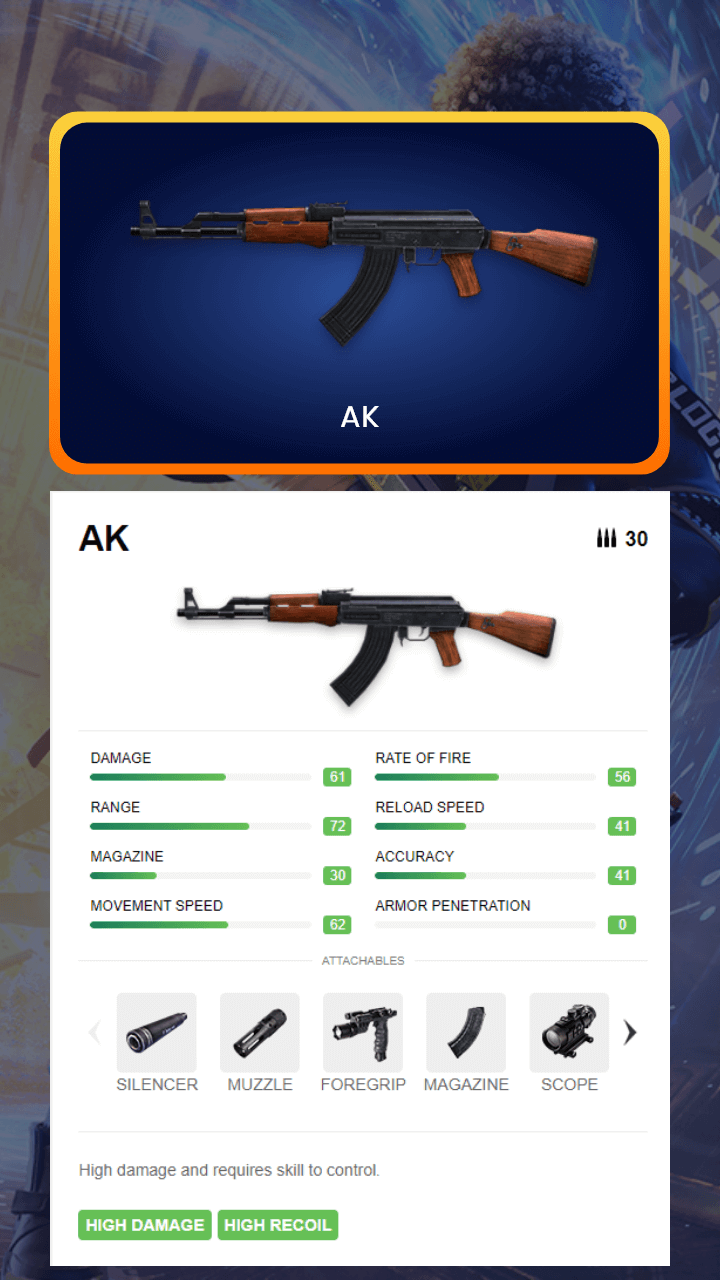 AK
AK
30
DAMAGE
61
RATE OF FIRE
56
RANGE
72
RELOAD SPEED
41
MAGAZINE
30
ACCURACY
41
MOVEMENT SPEED
62
ARMOR PENETRATION
0
ATTACHABLES
SILENCER
MUZZLE
FOREGRIP
MAGAZINE
SCOPE
High damage and requires skill to control.
HIGH DAMAGE
HIGH RECOIL